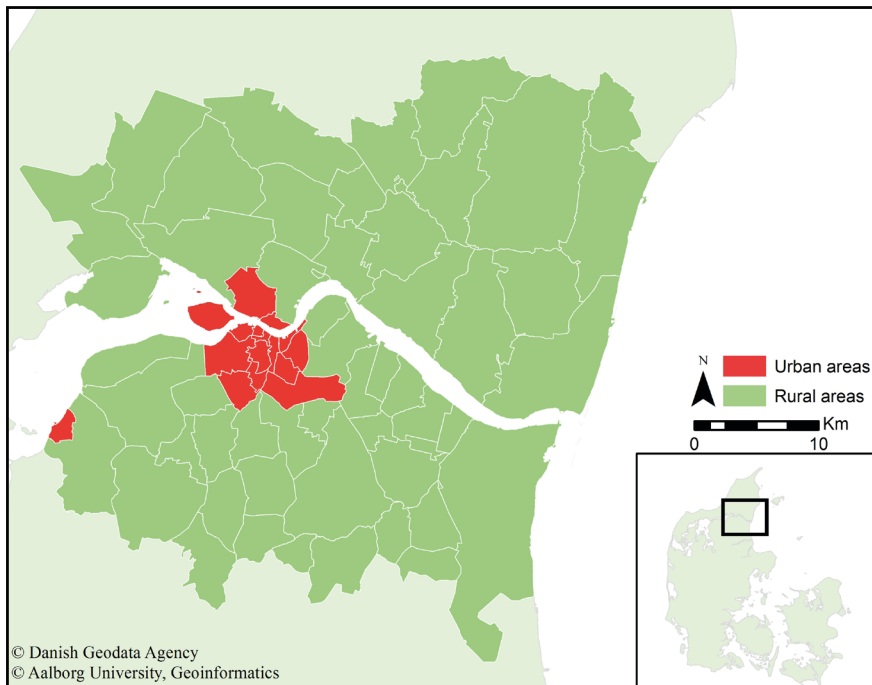 N
Urban areas
Rural areas
Km
0 10
© Danish Geodata Agency
© Aalborg University, Geoinformatics